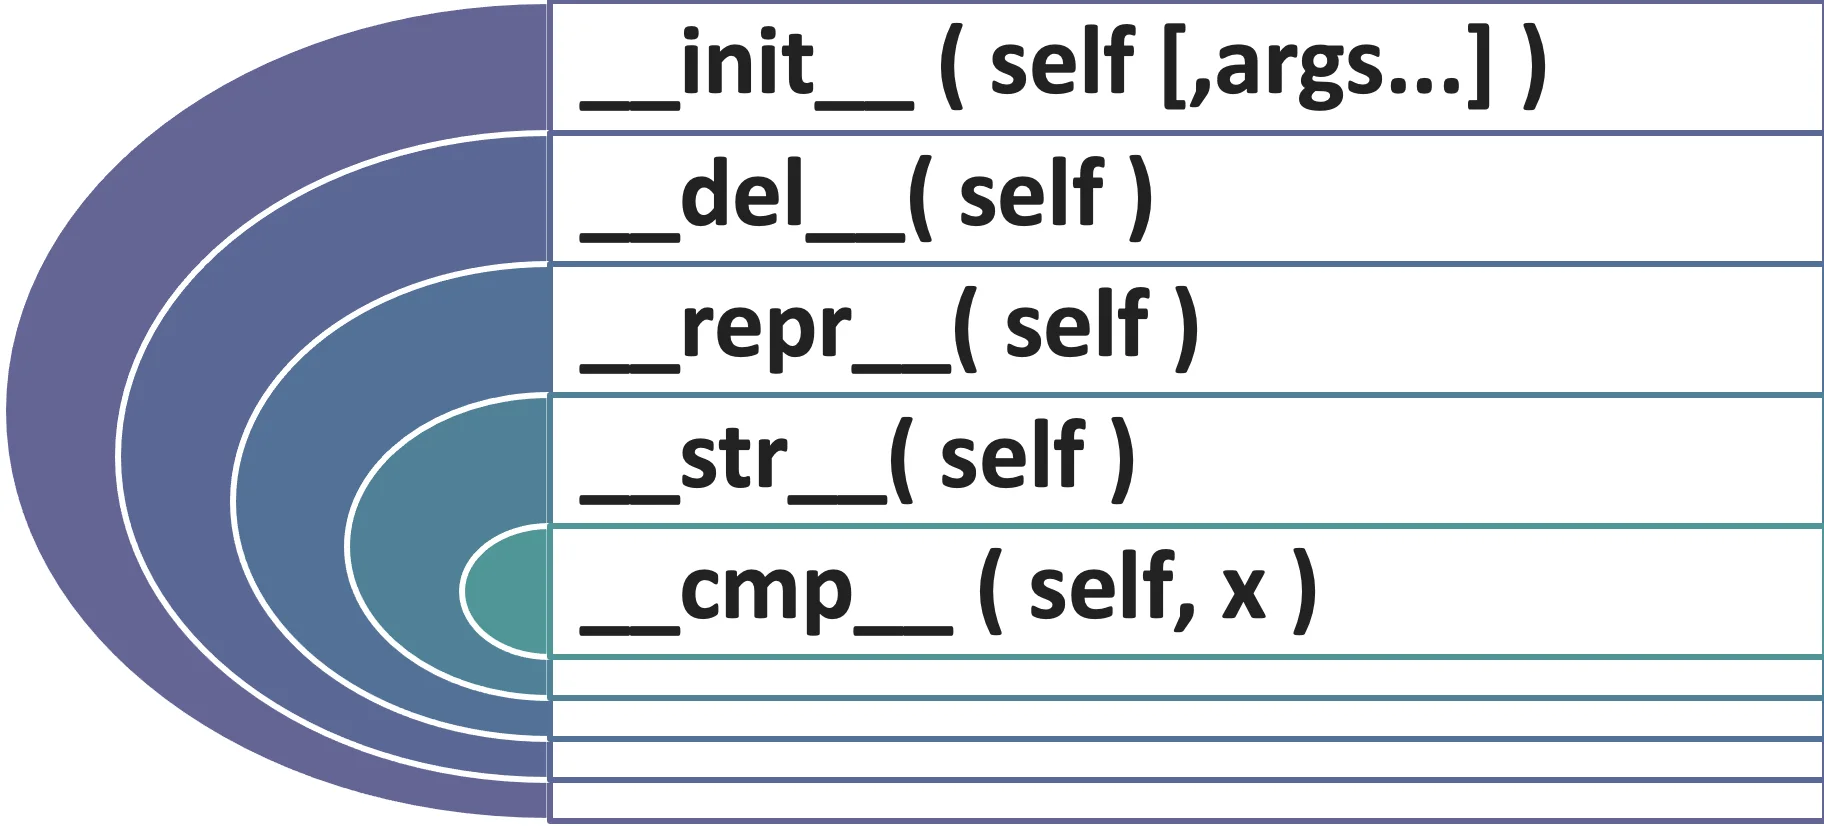 __init__ ( self [,args...] )
__del__( self )
__repr__( self )
__str__( self )
__cmp__ ( self, x )